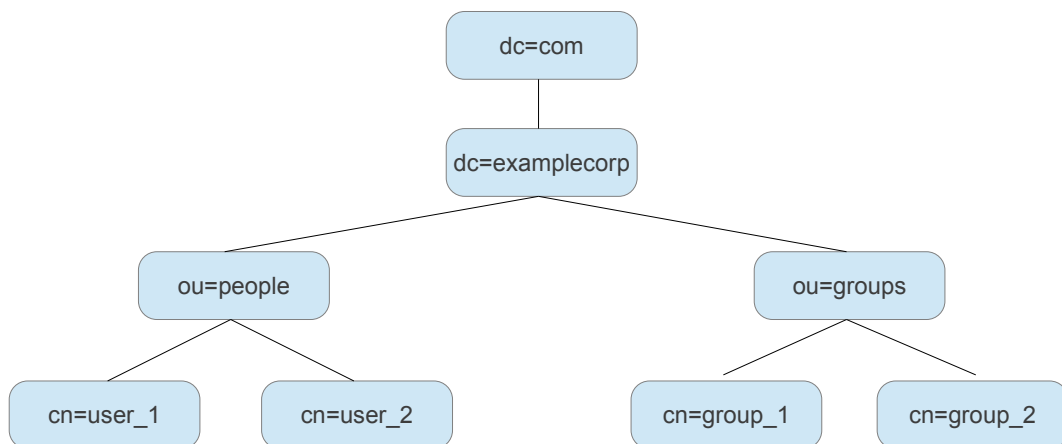 dc=com
dc=examplecorp
ou=people
ou=groups
cn=user_1
cn=user_2
cn=group_1
cn=group_2